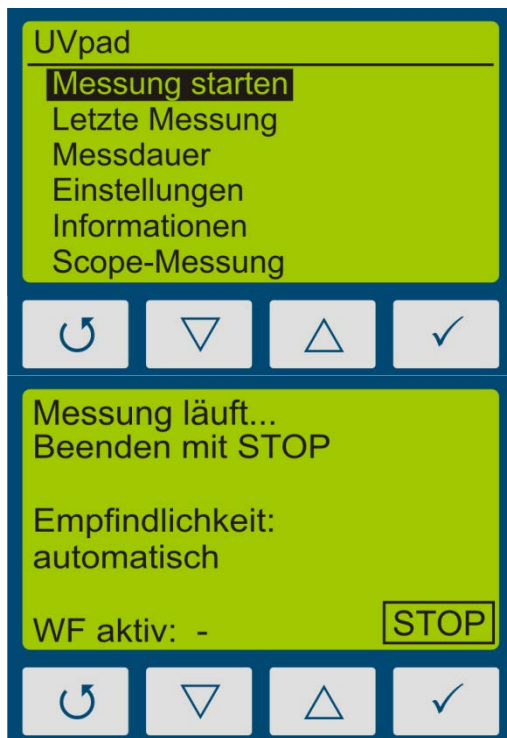 UVpad
Messung starten
Letzte Messung
Messdauer
Einstellungen
Informationen
Scope-Messung
Messung läuft...
Beenden mit STOP
Empfindlichkeit:
automatisch
WF aktiv: -
STOP